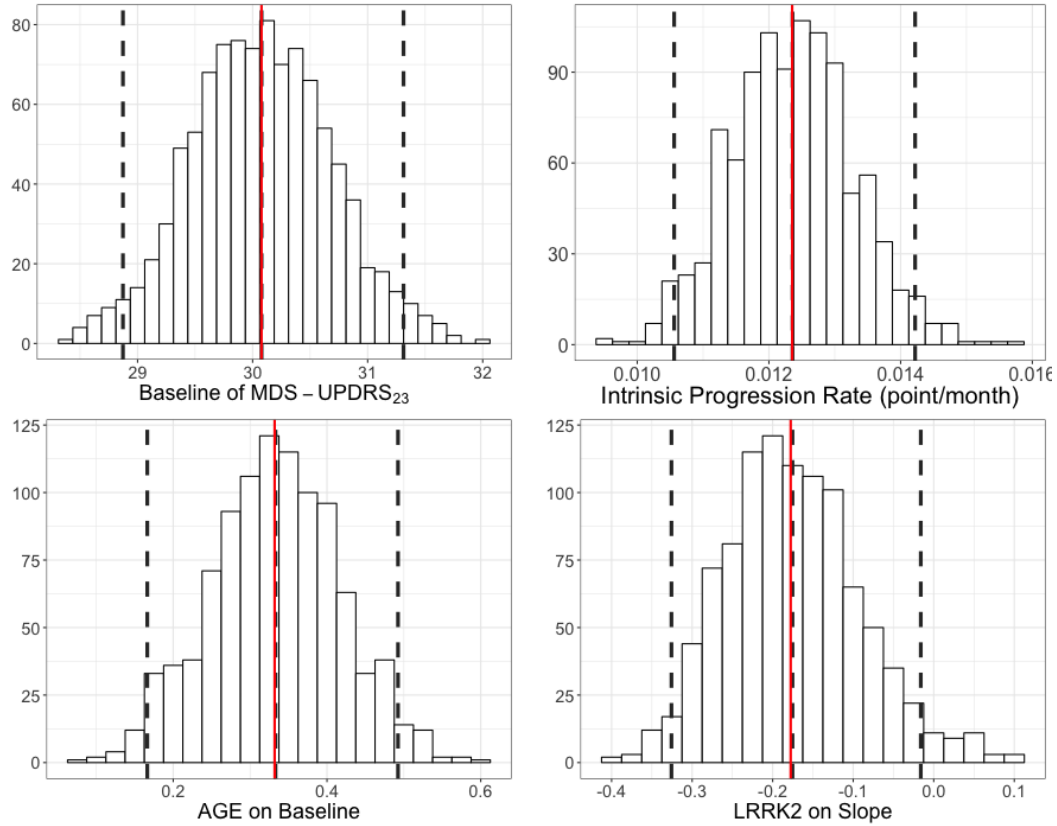 80
60
40
20
0
29 30 31 32
Baseline of MDS – UPDRS₂₃
90
60
30
0
0.010 0.012 0.014 0.016
Intrinsic Progression Rate (point/month)
125
100
75
50
25
0
0.2 0.4 0.6
AGE on Baseline
125
100
75
50
25
0
-0.4 -0.3 -0.2 -0.1 0.0 0.1
LRRK2 on Slope